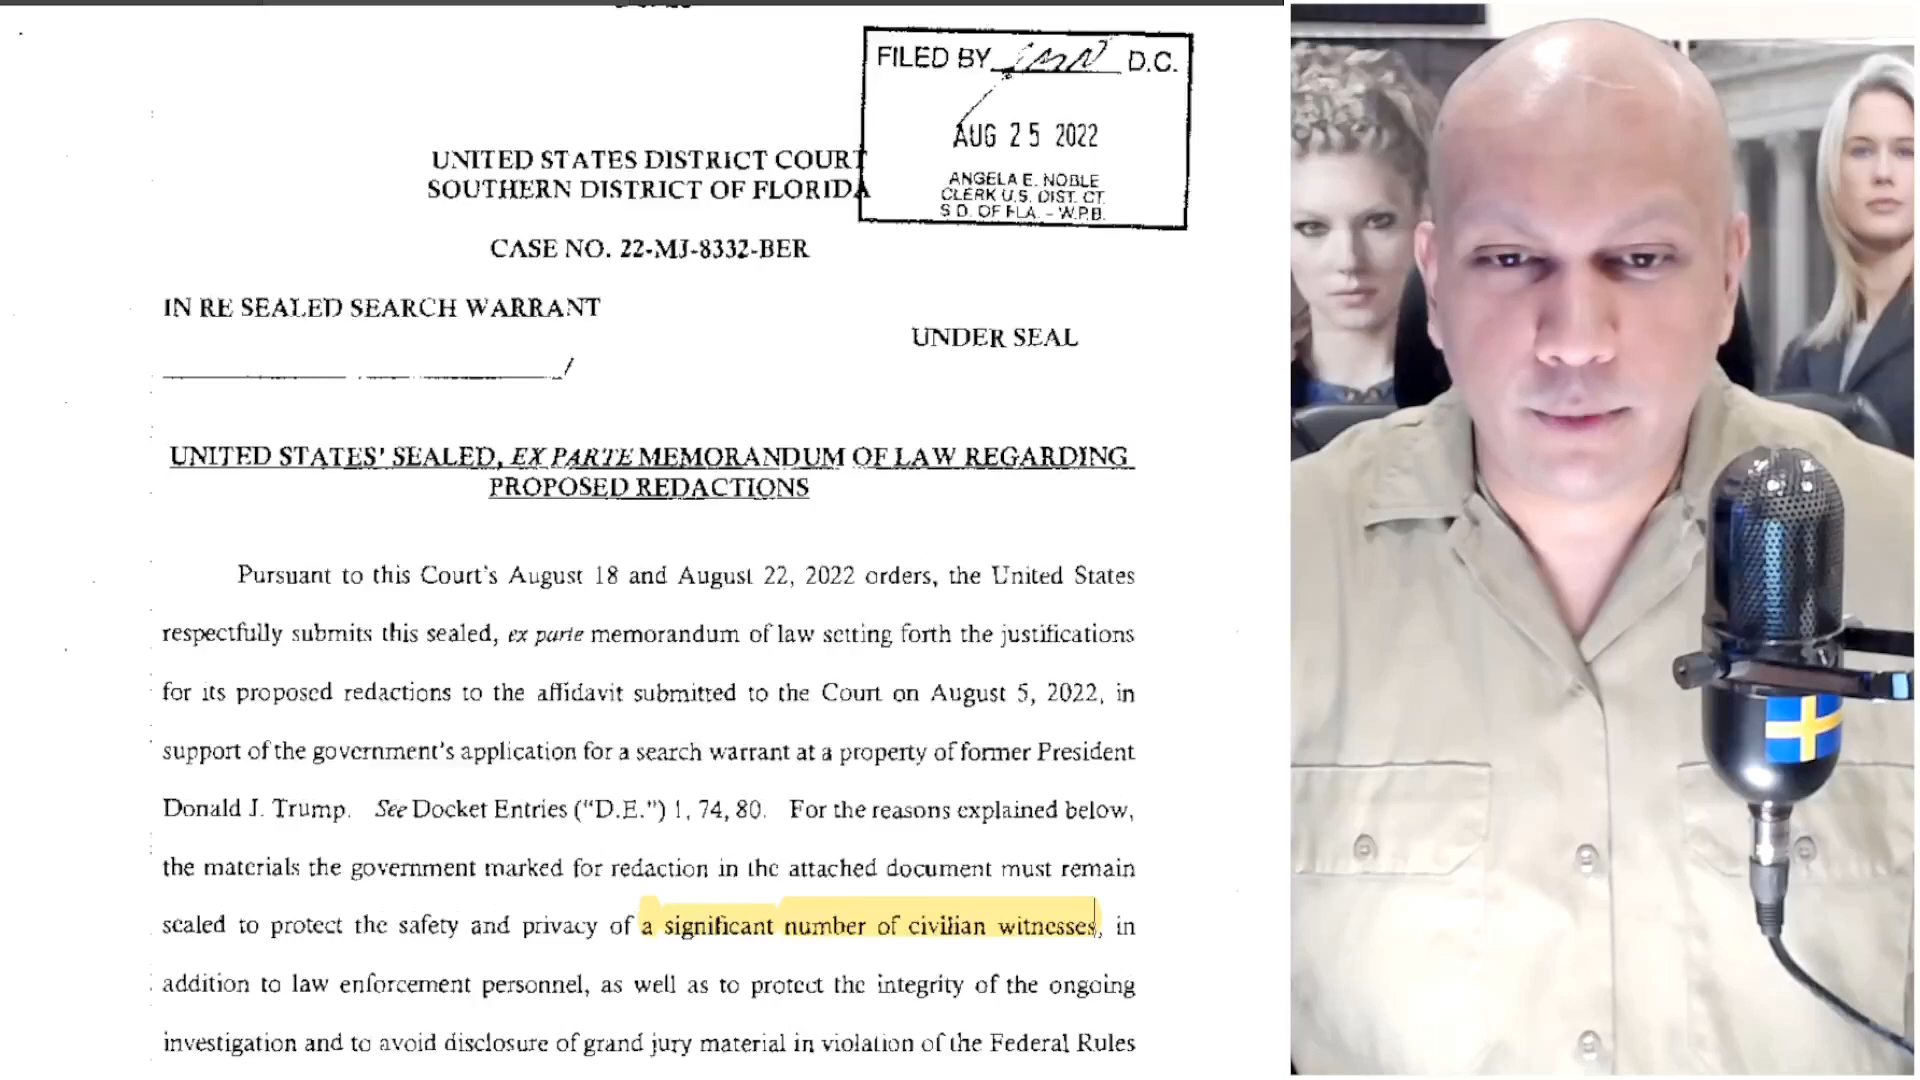 FILED BY D.C.
AUG 25 2022
ANGELA E. NOBLE
CLERK U.S. DIST. CT.
S.D. OF FLA. - W.P.B.
UNITED STATES DISTRICT COURT
SOUTHERN DISTRICT OF FLORIDA
CASE NO. 22-MJ-8332-BER
IN RE SEALED SEARCH WARRANT
UNDER SEAL
/
UNITED STATES' SEALED, EX PARTE MEMORANDUM OF LAW REGARDING
PROPOSED REDACTIONS
Pursuant to this Court's August 18 and August 22, 2022 orders, the United States
respectfully submits this sealed, ex parte memorandum of law setting forth the justifications
for its proposed redactions to the affidavit submitted to the Court on August 5, 2022, in
support of the government's application for a search warrant at a property of former President
Donald J. Trump. See Docket Entries ("D.E.") 1, 74, 80. For the reasons explained below,
the materials the government marked for redaction in the attached document must remain
sealed to protect the safety and privacy of a significant number of civilian witnesses, in
addition to law enforcement personnel, as well as to protect the integrity of the ongoing
investigation and to avoid disclosure of grand jury material in violation of the Federal Rules